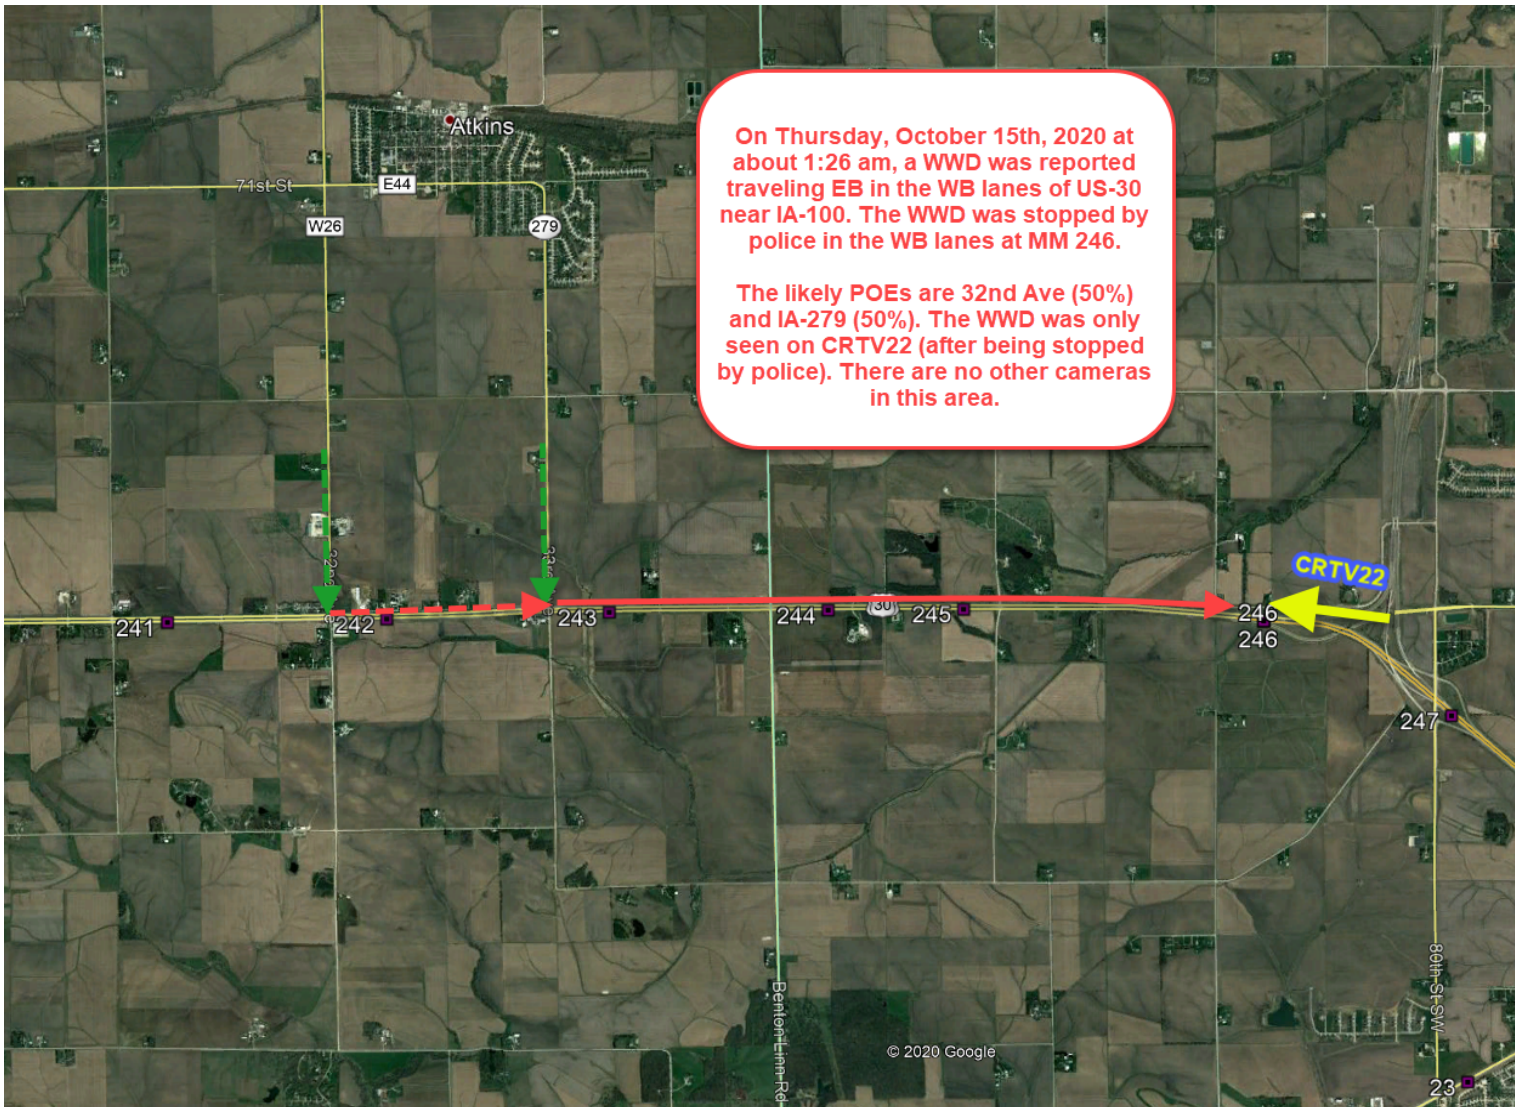 On Thursday, October 15th, 2020 at
about 1:26 am, a WWD was reported
traveling EB in the WB lanes of US-30
near IA-100. The WWD was stopped by
police in the WB lanes at MM 246.
The likely POEs are 32nd Ave (50%)
and IA-279 (50%). The WWD was only
seen on CRTV22 (after being stopped
by police). There are no other cameras
in this area.
Atkins
71st St
E44
W26
279
CRTV22
241
242
243
244
30
245
246
246
247
80th St SW
Benton Linn Rd
© 2020 Google
23